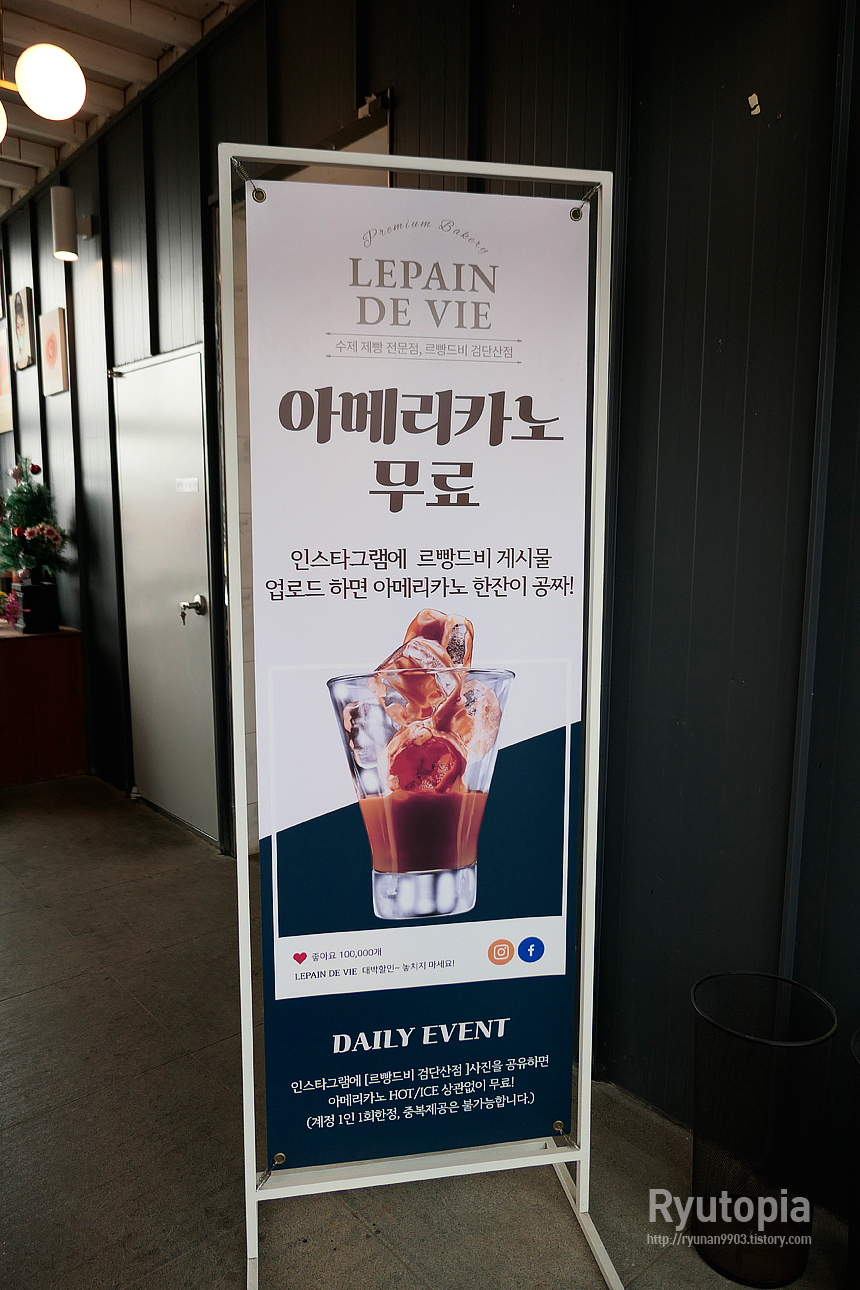 Premium Bakery
LEPAIN
DE VIE
수제 제빵 전문점, 르빵드비 검단산점
아메리카노
무료
인스타그램에 르빵드비 게시물
업로드 하면 아메리카노 한잔이 공짜!
좋아요 100,000개
LEPAIN DE VIE 대박할인~ 놓치지 마세요!
DAILY EVENT
인스타그램에 [르빵드비 검단산점 ]사진을 공유하면
아메리카노 HOT/ICE 상관없이 무료!
(계정 1인 1회한정, 중복제공은 불가능합니다.)
Ryutopia
http://ryunan9903.tistory.com